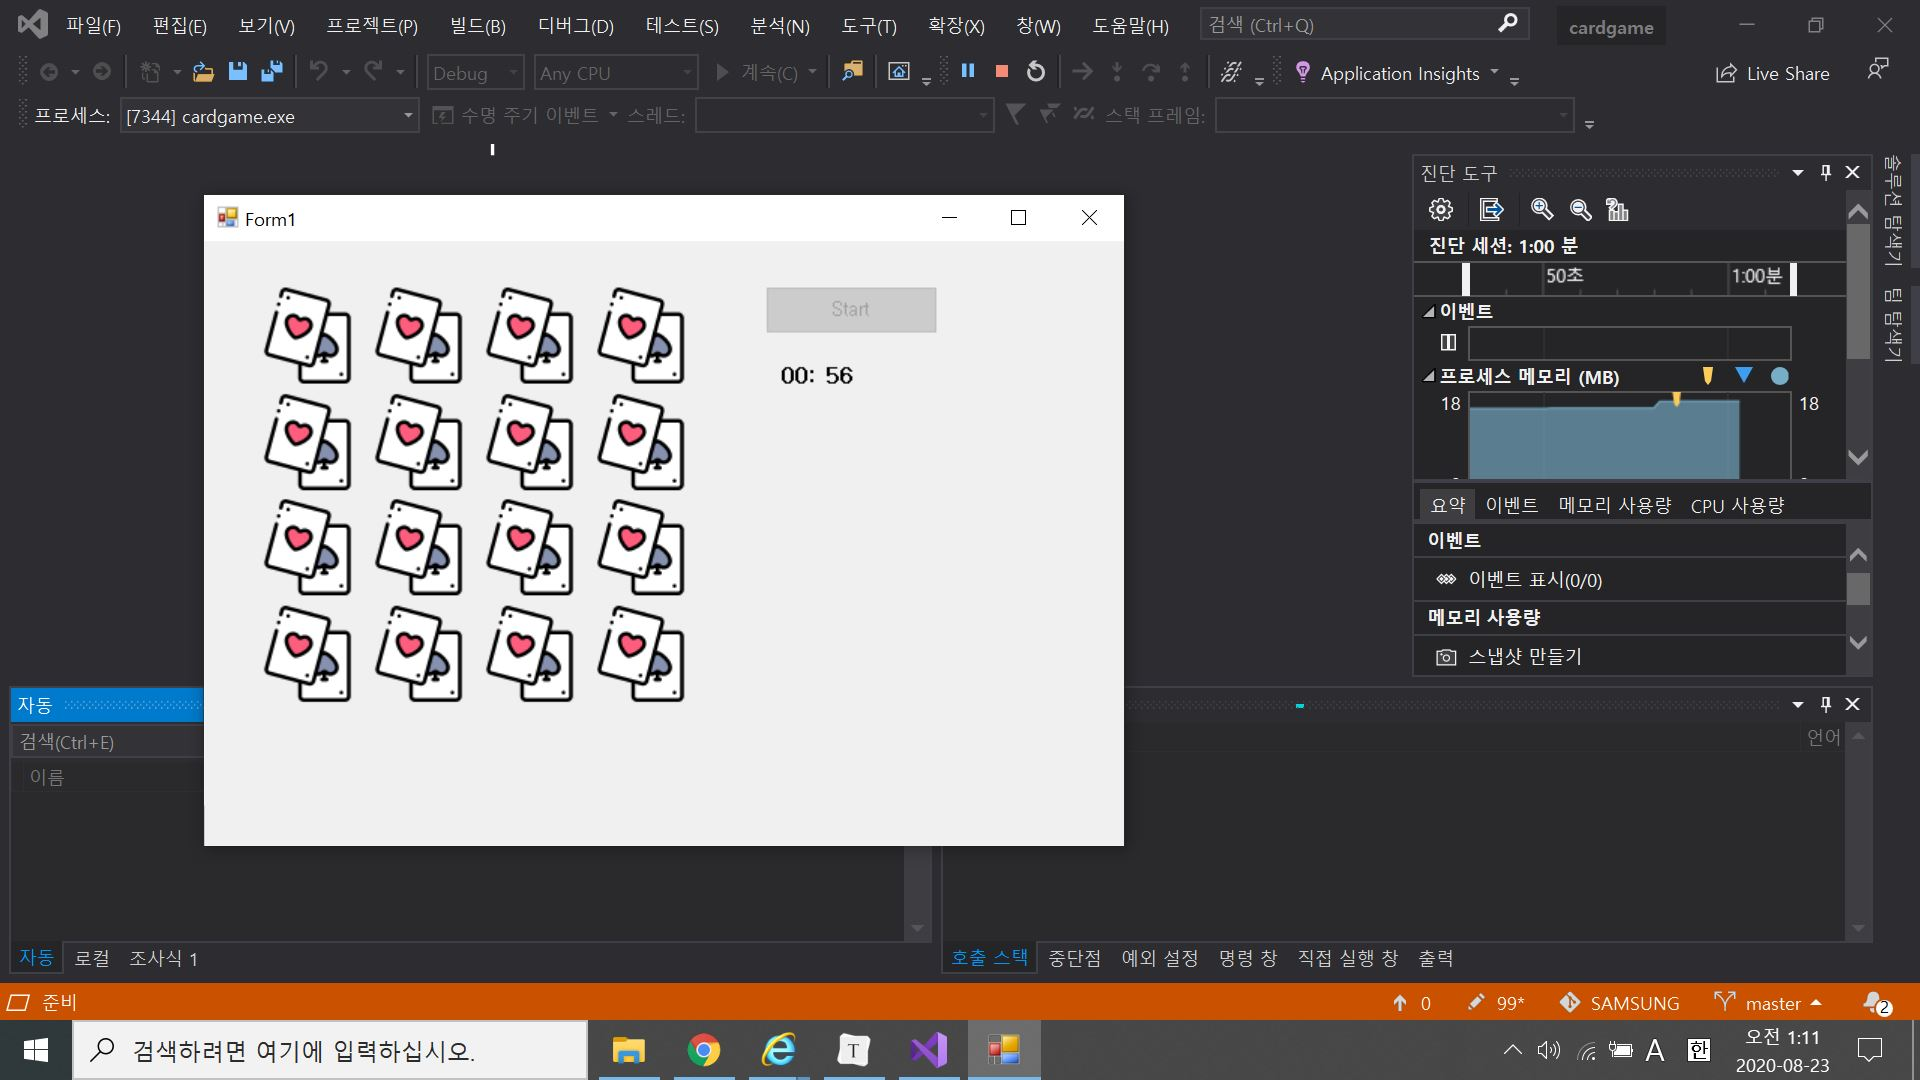 파일(F) 편집(E) 보기(V) 프로젝트(P) 빌드(B) 디버그(D) 테스트(S) 분석(N) 도구(T) 확장(X) 창(W) 도움말(H) 검색 (Ctrl+Q) cardgame
Debug Any CPU 계속(C) Application Insights Live Share
프로세스: [7344] cardgame.exe 수명 주기 이벤트 스레드: 스택 프레임:
Form1
Start
00: 56
진단 도구
진단 세션: 1:00 분
50초 1:00분
이벤트
프로세스 메모리 (MB)
18 18
요약 이벤트 메모리 사용량 CPU 사용량
이벤트
이벤트 표시(0/0)
메모리 사용량
스냅샷 만들기
솔루션 탐색기
팀 탐색기
자동
검색(Ctrl+E)
이름
언어
자동 로컬 조사식 1
호출 스택 중단점 예외 설정 명령 창 직접 실행 창 출력
준비 0 99* SAMSUNG master 2
검색하려면 여기에 입력하십시오.
T
A 한
오전 1:11
2020-08-23